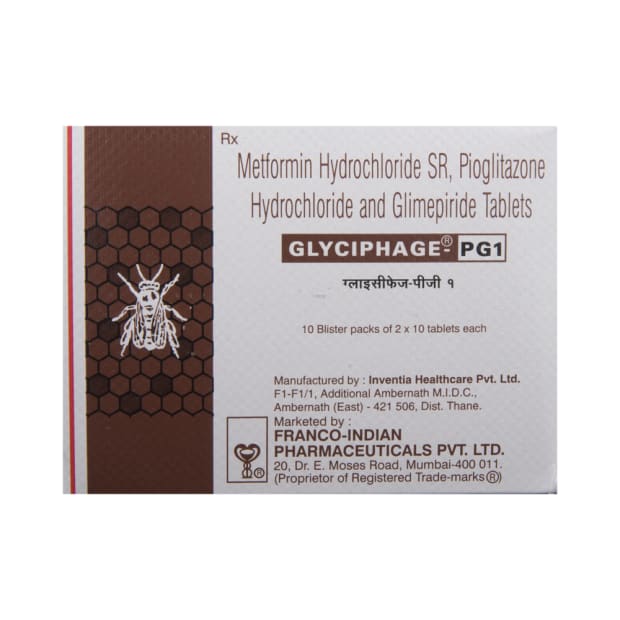 Rx
Metformin Hydrochloride SR, Pioglitazone
Hydrochloride and Glimepiride Tablets
GLYCIPHAGE®- PG1
ग्लाइसीफेज-पीजी १
10 Blister packs of 2 x 10 tablets each
Manufactured by : Inventia Healthcare Pvt. Ltd.
F1-F1/1, Additional Ambernath M.I.D.C.,
Ambernath (East) - 421 506, Dist. Thane.
Marketed by :
FRANCO-INDIAN
PHARMACEUTICALS PVT. LTD.
20, Dr. E. Moses Road, Mumbai-400 011.
(Proprietor of Registered Trade-marks®)
®